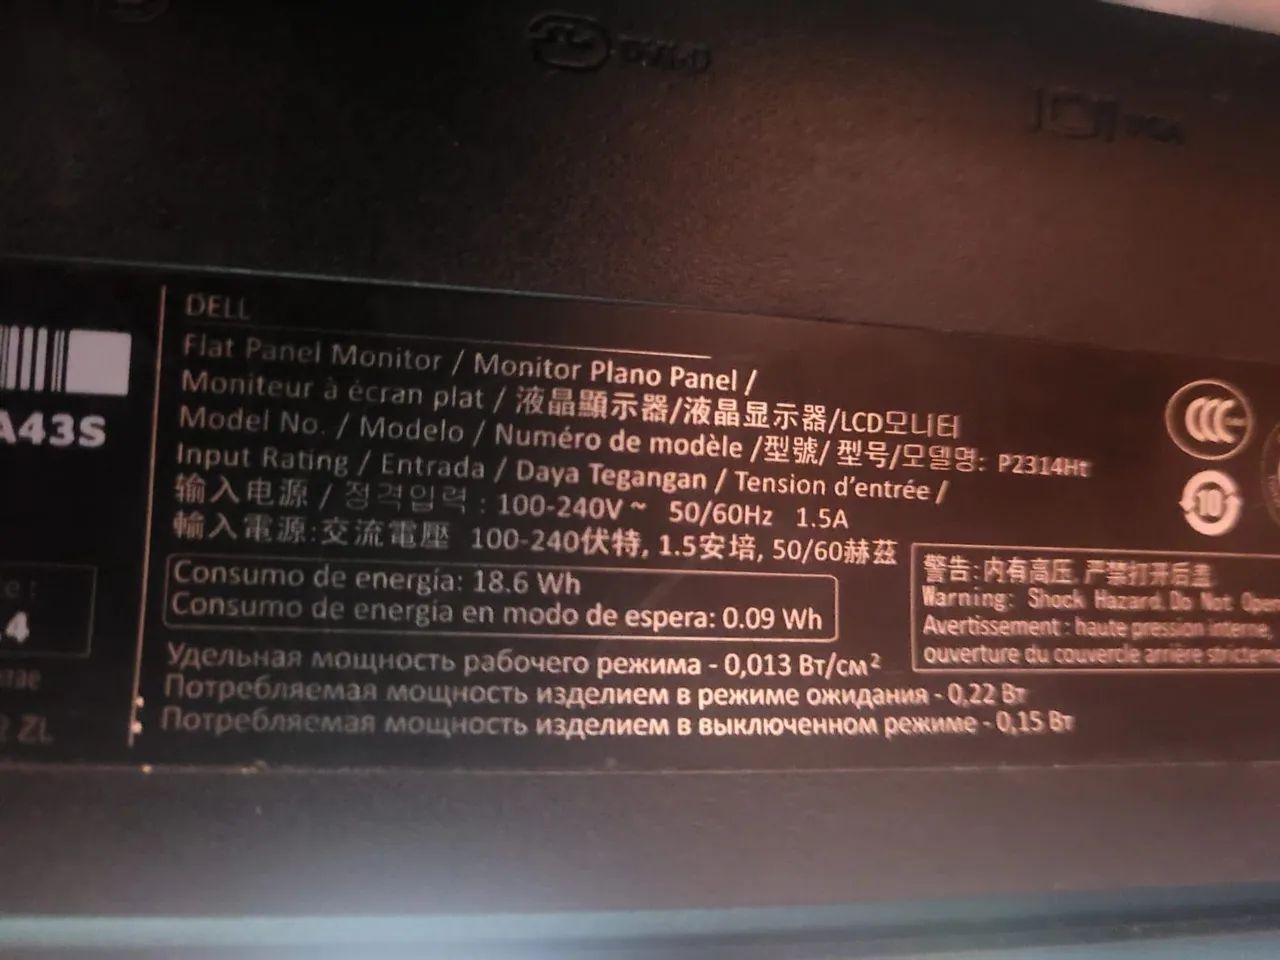 DVI-D
VGA
DELL
Flat Panel Monitor / Monitor Plano Panel /
Moniteur à écran plat / 液晶顯示器/液晶显示器/LCD모니터
Model No. / Modelo / Numéro de modèle /型號/ 型号/모델명: P2314Ht
Input Rating / Entrada / Daya Tegangan / Tension d'entrée /
输入电源 / 정격입력 : 100-240V ~ 50/60Hz 1.5A
輸入電源:交流電壓 100-240伏特, 1.5安培, 50/60赫茲
Consumo de energía: 18.6 Wh
Consumo de energía en modo de espera: 0.09 Wh
Удельная мощность рабочего режима - 0,013 Вт/см²
Потребляемая мощность изделием в режиме ожидания - 0,22 Вт
Потребляемая мощность изделием в выключенном режиме - 0,15 Вт
A43S
.4
ZL
CCC
10
警告:内有高压, 严禁打开后盖
Warning: Shock Hazard. Do Not Open
Avertissement : haute pression interne,
ouverture du couvercle arrière